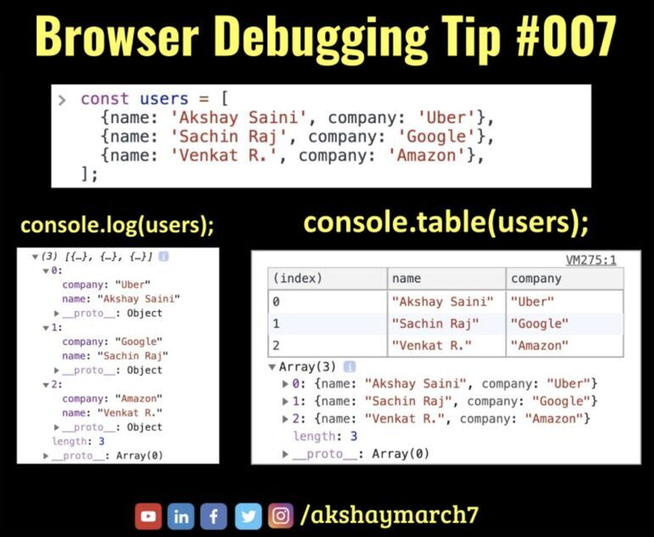 Browser Debugging Tip #007
> const users = [
{name: 'Akshay Saini', company: 'Uber'},
{name: 'Sachin Raj', company: 'Google'},
{name: 'Venkat R.', company: 'Amazon'},
];
console.log(users);
▼(3) [{…}, {…}, {…}] i
▼0:
company: "Uber"
name: "Akshay Saini"
▶__proto__: Object
▼1:
company: "Google"
name: "Sachin Raj"
▶__proto__: Object
▼2:
company: "Amazon"
name: "Venkat R."
▶__proto__: Object
length: 3
▶__proto__: Array(0)
console.table(users);
VM275:1
(index) name company
0 "Akshay Saini" "Uber"
1 "Sachin Raj" "Google"
2 "Venkat R." "Amazon"
▼Array(3) i
▶0: {name: "Akshay Saini", company: "Uber"}
▶1: {name: "Sachin Raj", company: "Google"}
▶2: {name: "Venkat R.", company: "Amazon"}
length: 3
▶__proto__: Array(0)
in f /akshaymarch7